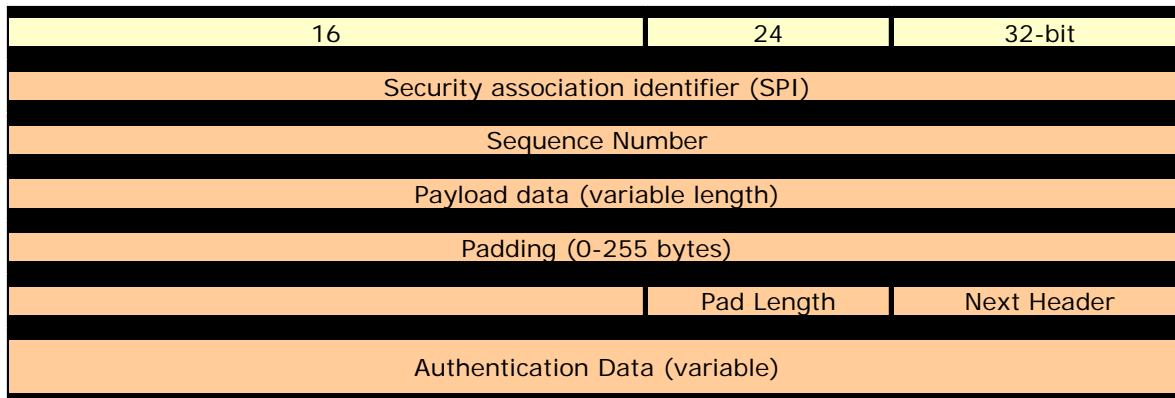 16 24 32-bit
Security association identifier (SPI)
Sequence Number
Payload data (variable length)
Padding (0-255 bytes)
Pad Length Next Header
Authentication Data (variable)